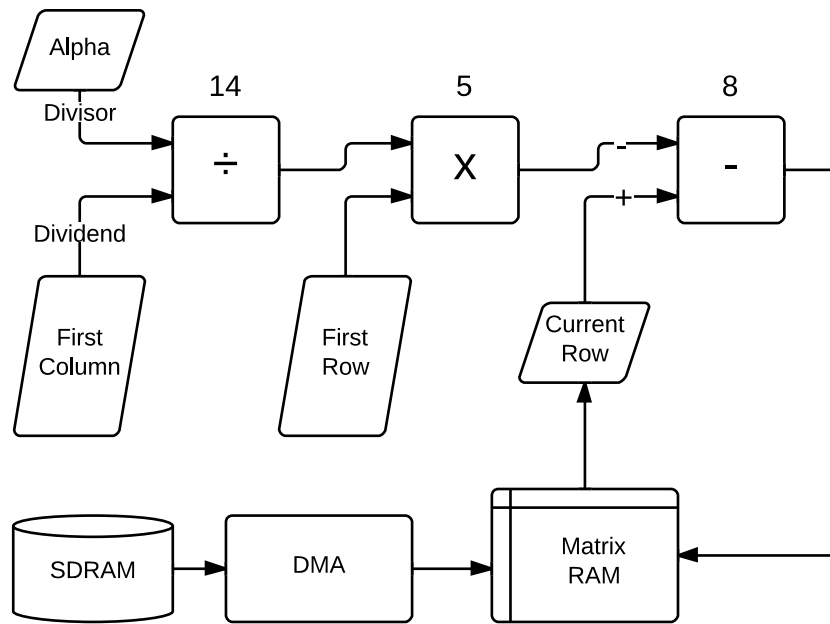 Alpha
14
5
8
Divisor
÷
X
-
-
+
Dividend
First
Column
First
Row
Current
Row
SDRAM
DMA
Matrix
RAM